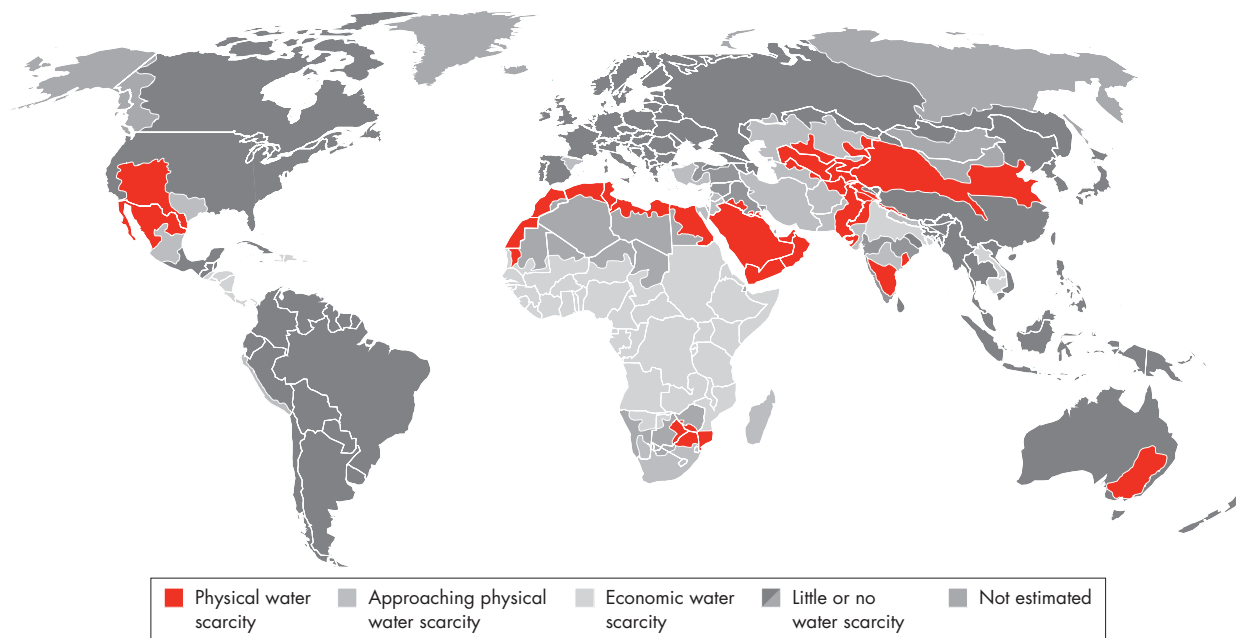 Physical water
scarcity
Approaching physical
water scarcity
Economic water
scarcity
Little or no
water scarcity
Not estimated